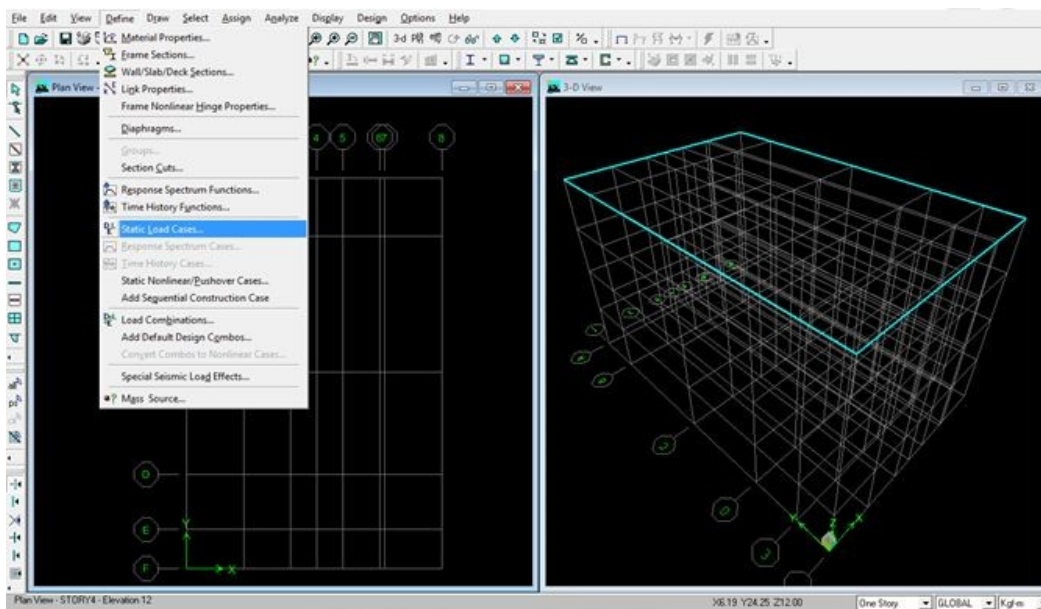 File Edit View Define Draw Select Assign Analyze Display Design Options Help
3-d
Plan View -
3-D View
Material Properties...
Frame Sections...
Wall/Slab/Deck Sections...
Link Properties...
Frame Nonlinear Hinge Properties...
Diaphragms...
Groups...
Section Cuts...
Response Spectrum Functions...
Time History Functions...
Static Load Cases...
Response Spectrum Cases...
Time History Cases...
Static Nonlinear/Pushover Cases...
Add Sequential Construction Case
Load Combinations...
Add Default Design Combos...
Convert Combos to Nonlinear Cases...
Special Seismic Load Effects...
Mass Source...
4 5 67 8
D
E
F
Y
X
Y Z X
Plan View - STORY4 - Elevation 12
X6.19 Y24.25 Z12.00
One Story
GLOBAL
Kgf-m